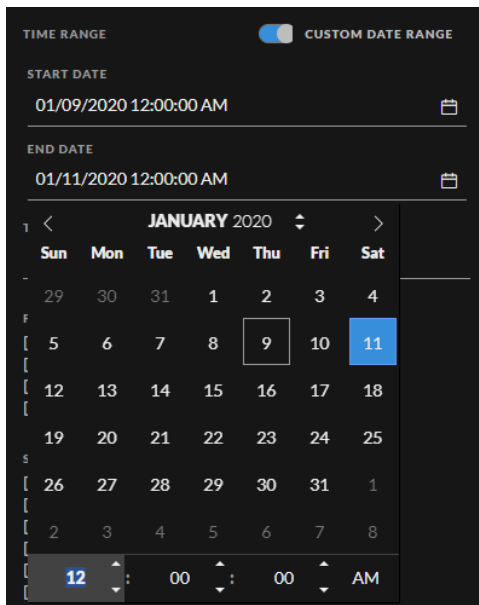 TIME RANGE CUSTOM DATE RANGE
START DATE
01/09/2020 12:00:00 AM
END DATE
01/11/2020 12:00:00 AM
JANUARY 2020
Sun Mon Tue Wed Thu Fri Sat
29 30 31 1 2 3 4
5 6 7 8 9 10 11
12 13 14 15 16 17 18
19 20 21 22 23 24 25
26 27 28 29 30 31 1
2 3 4 5 6 7 8
12 : 00 : 00 AM